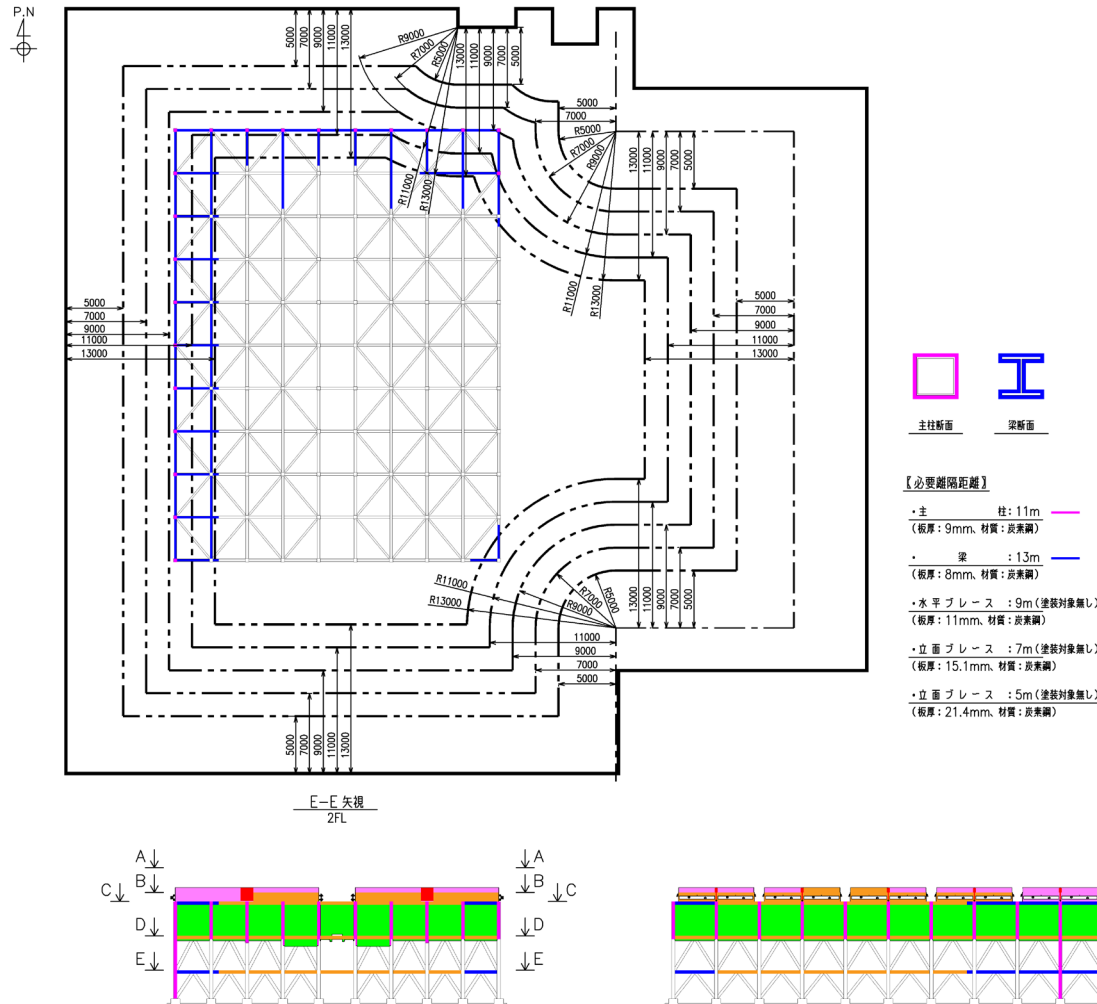 P.N
5000
7000
9000
11000
13000
R9000
R7000
R5000
13000
11000
9000
7000
5000
R11000
R13000
5000
7000
R5000
R7000
R9000
13000
11000
9000
7000
5000
R11000
R13000
5000
7000
9000
11000
13000
5000
7000
9000
11000
13000
R11000
R13000
R9000
R7000
R5000
13000
11000
9000
7000
5000
11000
9000
7000
5000
5000
7000
9000
11000
13000
E-E 矢視
2FL
主柱断面
梁断面
〖必要離隔距離〗
・主 柱：11m
(板厚：9mm、材質：炭素鋼)
・ 梁 ：13m
(板厚：8mm、材質：炭素鋼)
・水平ブレース ：9m(塗装対象無し)
(板厚：11mm、材質：炭素鋼)
・立面ブレース ：7m(塗装対象無し)
(板厚：15.1mm、材質：炭素鋼)
・立面ブレース ：5m(塗装対象無し)
(板厚：21.4mm、材質：炭素鋼)
A A
B B
C C
D D
E E